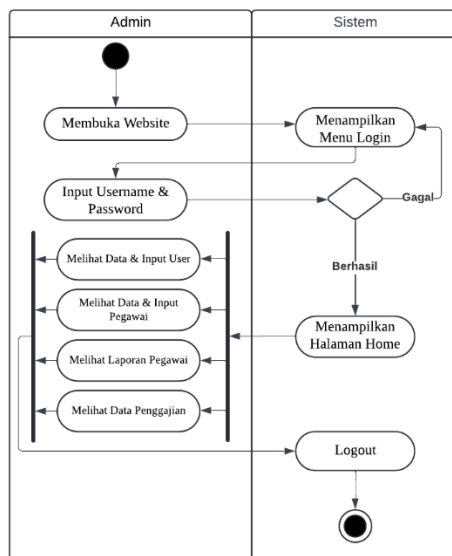 Admin
Sistem
Membuka Website
Menampilkan
Menu Login
Input Username &
Password
Gagal
Berhasil
Melihat Data & Input User
Melihat Data & Input
Pegawai
Menampilkan
Halaman Home
Melihat Laporan Pegawai
Melihat Data Penggajian
Logout